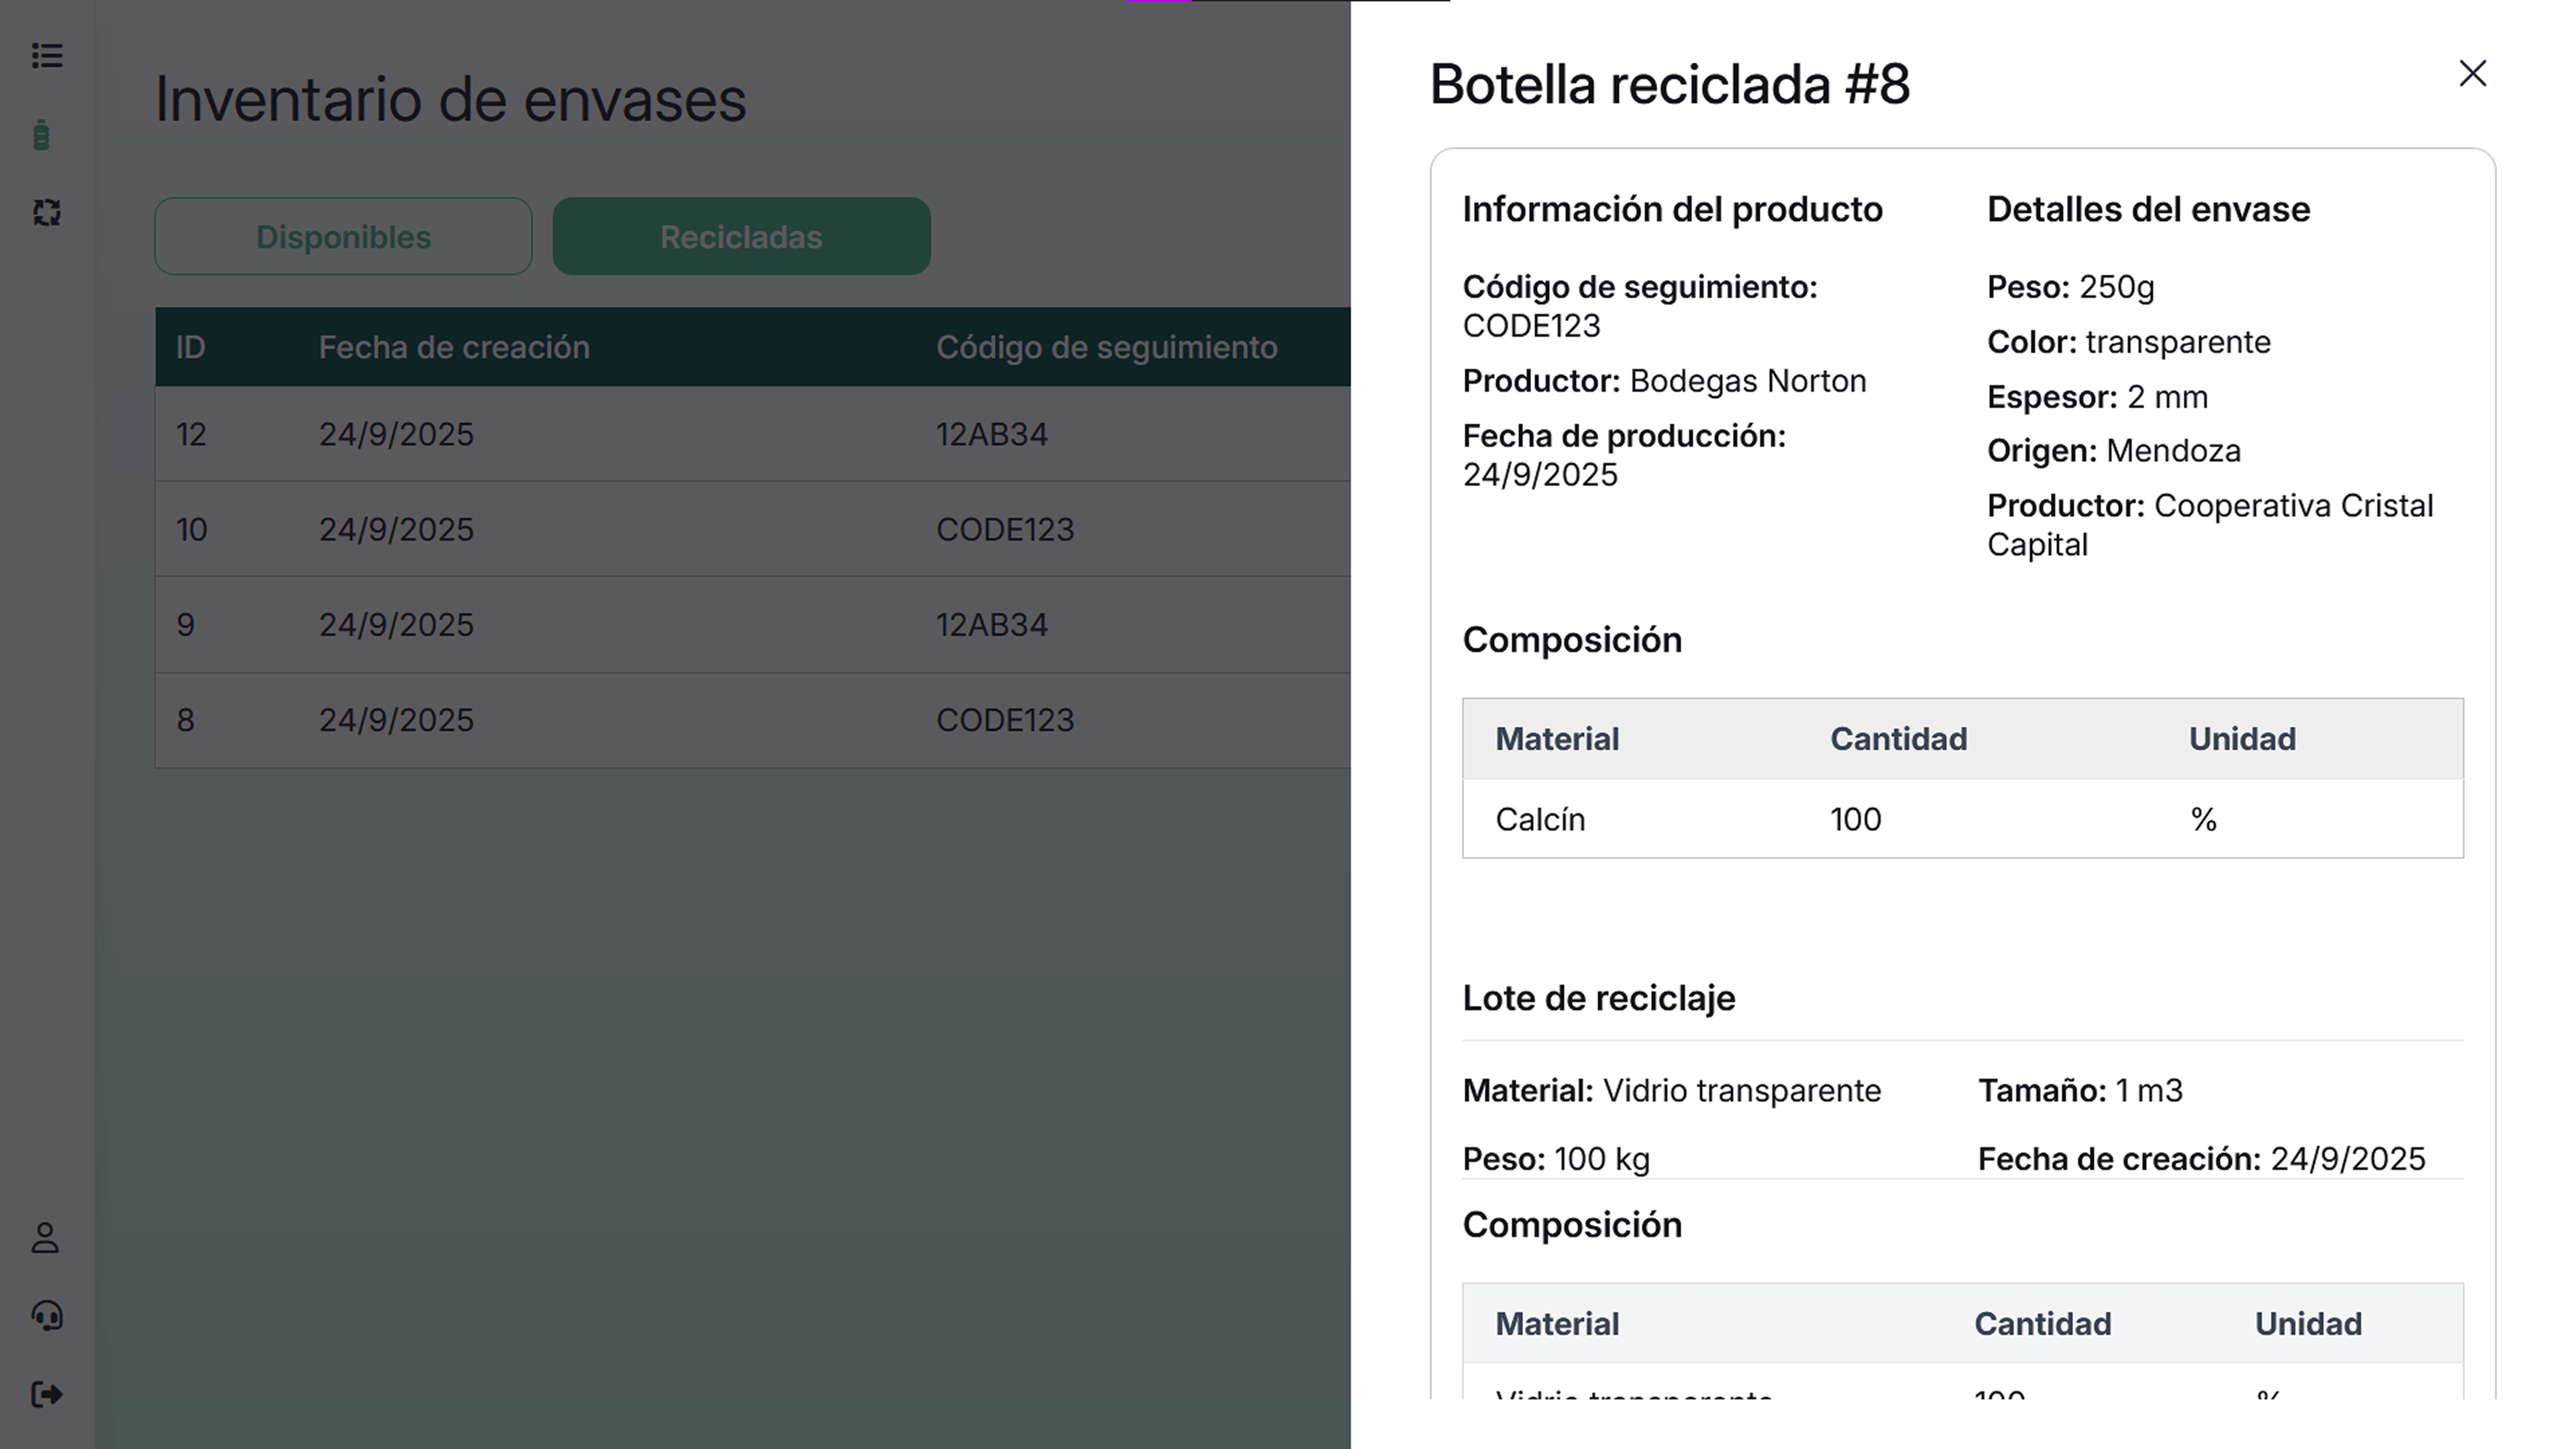 Inventario de envases
Disponibles
Recicladas
ID Fecha de creación Código de seguimiento
12 24/9/2025 12AB34
10 24/9/2025 CODE123
9 24/9/2025 12AB34
8 24/9/2025 CODE123
Botella reciclada #8
Información del producto
Código de seguimiento:
CODE123
Productor: Bodegas Norton
Fecha de producción:
24/9/2025
Detalles del envase
Peso: 250g
Color: transparente
Espesor: 2 mm
Origen: Mendoza
Productor: Cooperativa Cristal
Capital
Composición
Material Cantidad Unidad
Calcín 100 %
Lote de reciclaje
Material: Vidrio transparente
Tamaño: 1 m3
Peso: 100 kg
Fecha de creación: 24/9/2025
Composición
Material Cantidad Unidad
Vidrio transparente 100 %